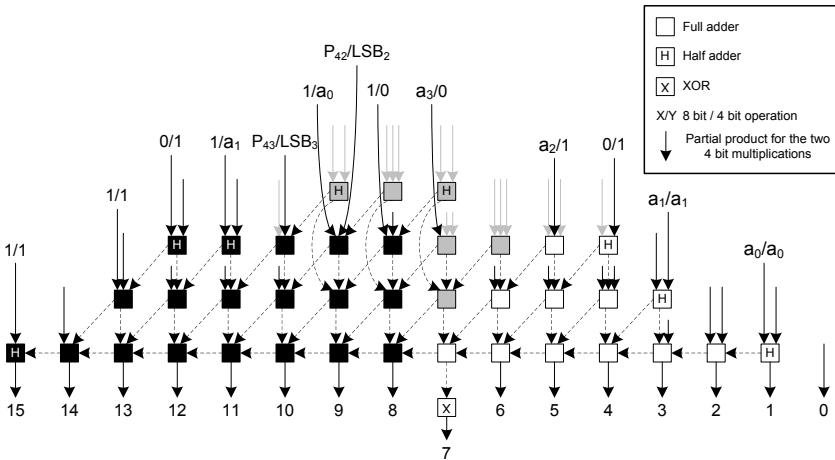 P₄₂/LSB₂
1/a₀ 1/0 a₃/0
0/1 1/a₁ P₄₃/LSB₃ a₂/1 0/1
H H
1/1 a₁/a₁
1/1 H H H a₀/a₀
H
H H
15 14 13 12 11 10 9 8 X 6 5 4 3 2 1 0
7
Full adder
H Half adder
X XOR
X/Y 8 bit / 4 bit operation
Partial product for the two
4 bit multiplications